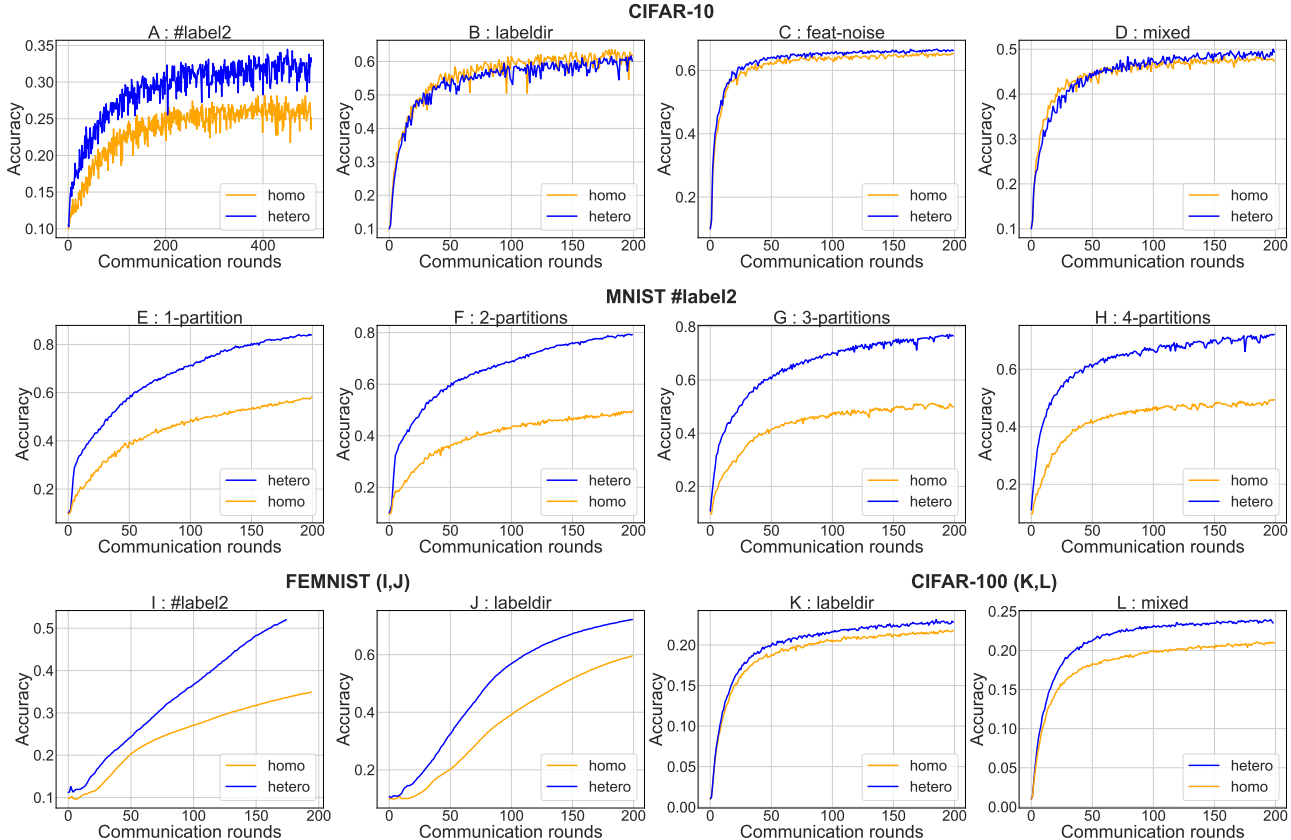 CIFAR-10
A : #label2
B : labeldir
C : feat-noise
D : mixed
Accuracy
0.35
0.30
0.25
0.20
0.15
0.10
homo
hetero
0 200 400
Communication rounds
Accuracy
0.6
0.5
0.4
0.3
0.2
0.1
homo
hetero
0 50 100 150 200
Communication rounds
Accuracy
0.6
0.4
0.2
homo
hetero
0 50 100 150 200
Communication rounds
Accuracy
0.5
0.4
0.3
0.2
0.1
homo
hetero
0 50 100 150 200
Communication rounds
MNIST #label2
E : 1-partition
F : 2-partitions
G : 3-partitions
H : 4-partitions
Accuracy
0.8
0.6
0.4
0.2
hetero
homo
0 50 100 150 200
Communication rounds
Accuracy
0.8
0.6
0.4
0.2
hetero
homo
0 50 100 150 200
Communication rounds
Accuracy
0.8
0.6
0.4
0.2
homo
hetero
0 50 100 150 200
Communication rounds
Accuracy
0.6
0.4
0.2
homo
hetero
0 50 100 150 200
Communication rounds
FEMNIST (I,J)
CIFAR-100 (K,L)
I : #label2
J : labeldir
K : labeldir
L : mixed
Accuracy
0.5
0.4
0.3
0.2
0.1
homo
hetero
0 50 100 150 200
Communication rounds
Accuracy
0.6
0.4
0.2
homo
hetero
0 50 100 150 200
Communication rounds
Accuracy
0.20
0.15
0.10
0.05
0.00
homo
hetero
0 50 100 150 200
Communication rounds
Accuracy
0.25
0.20
0.15
0.10
0.05
0.00
hetero
homo
0 50 100 150 200
Communication rounds